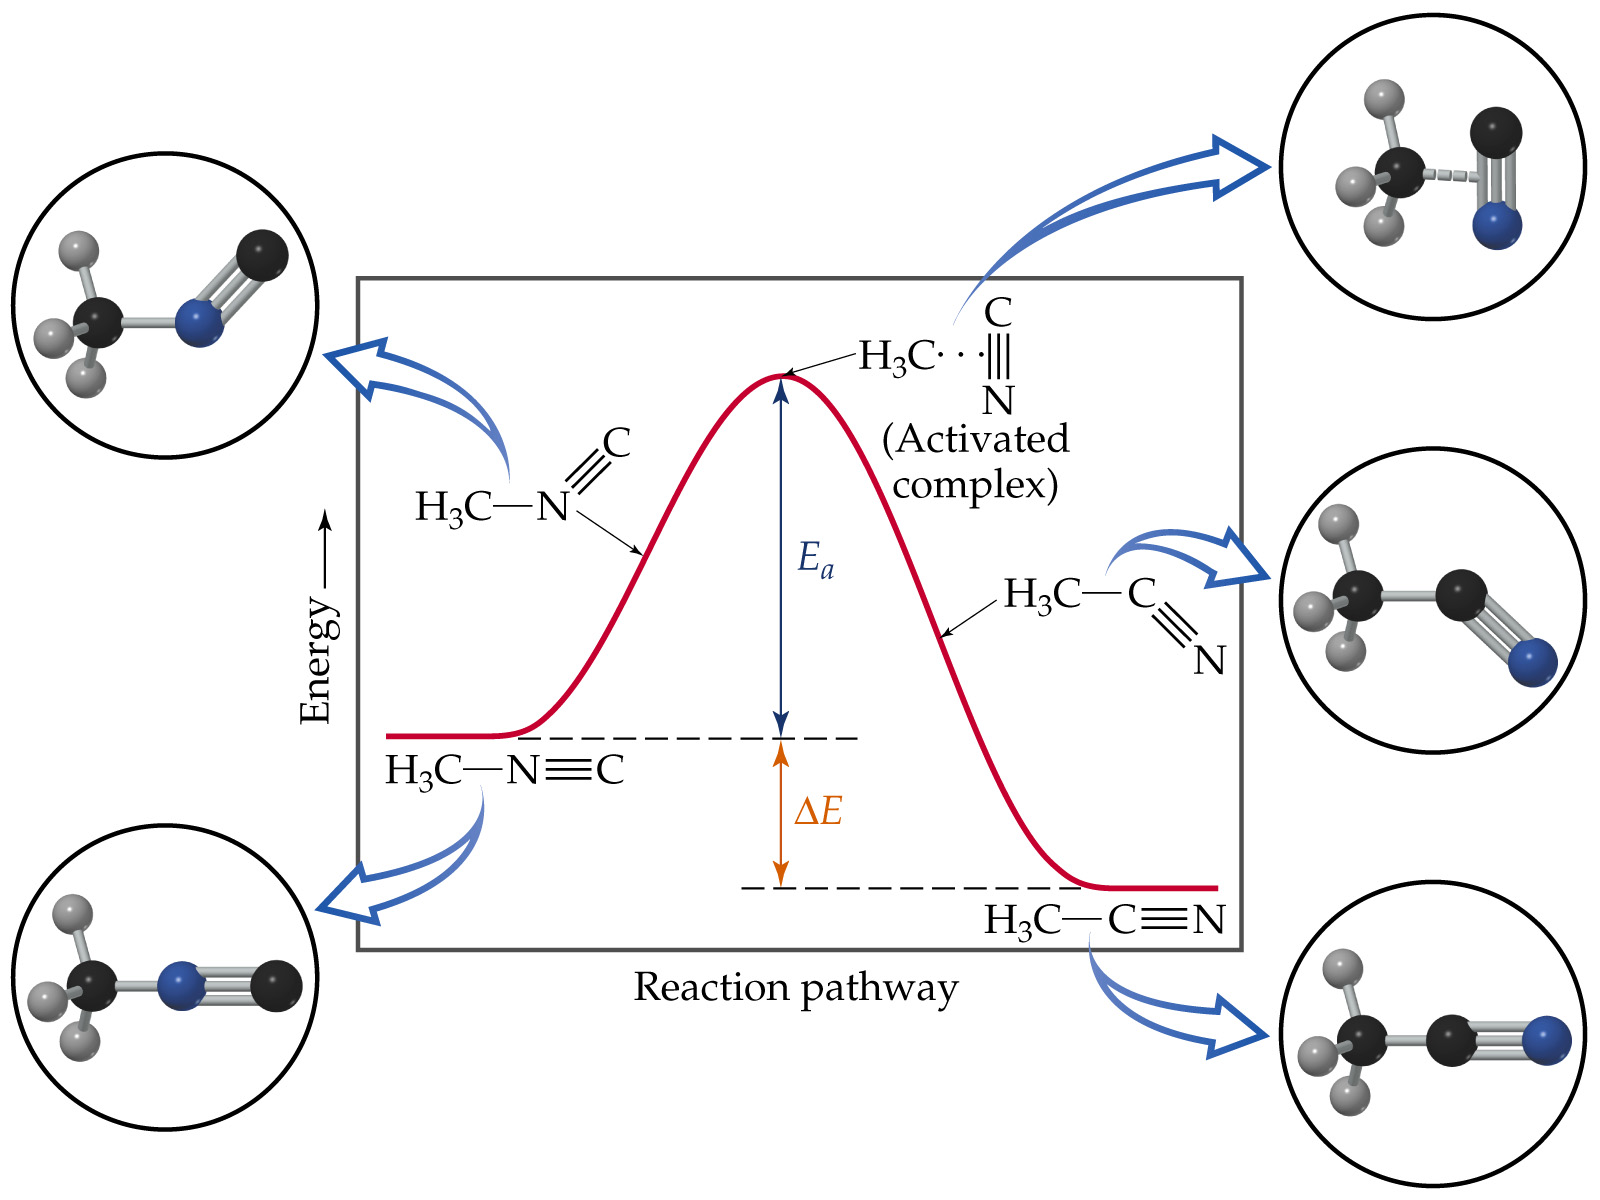 C
H₃C···|||
N
(Activated
complex)
C
H₃C—N
Eₐ
H₃C—C
N
Energy →
H₃C—N≡C
ΔE
H₃C—C≡N
Reaction pathway